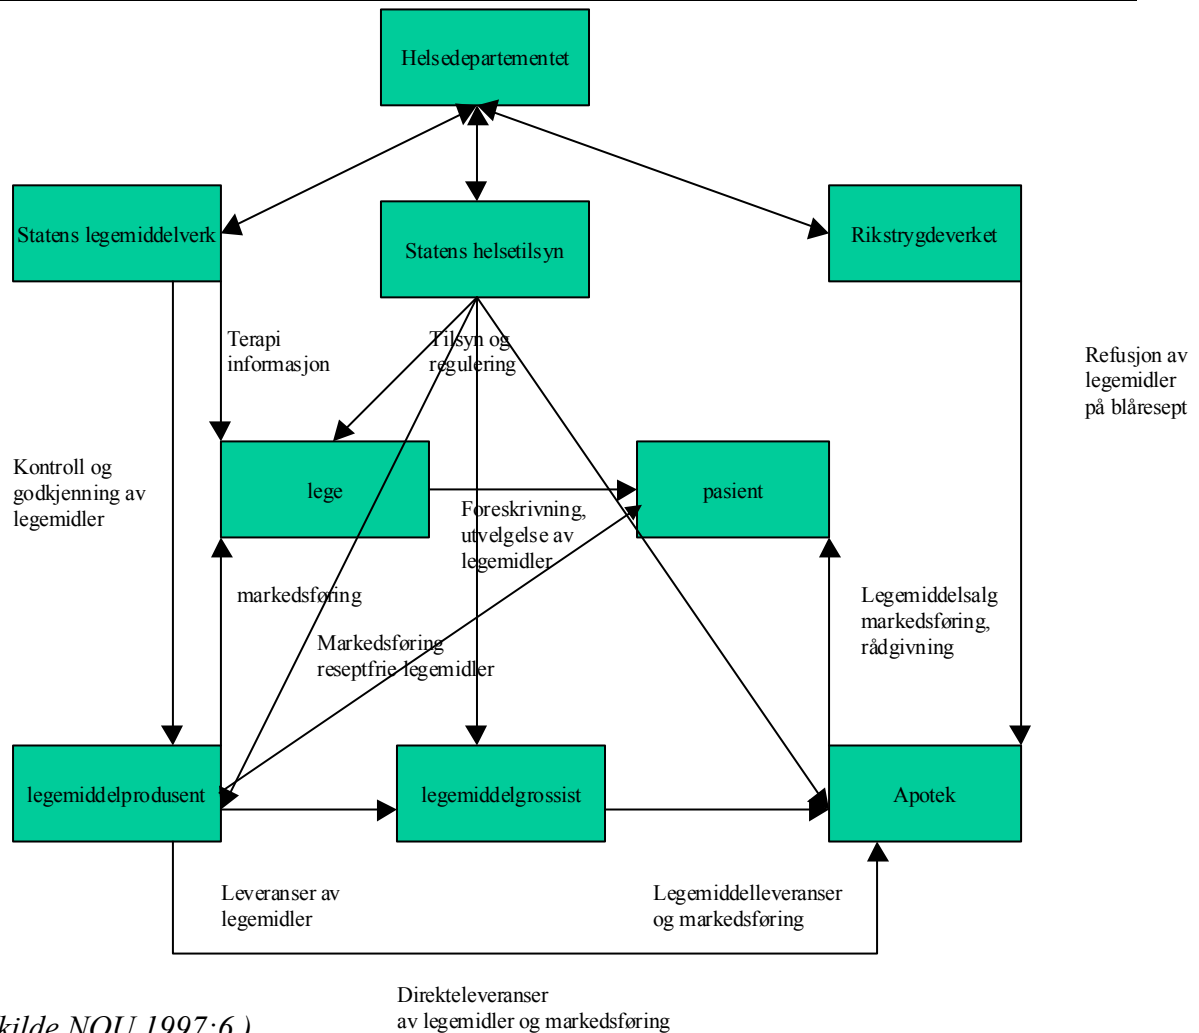 Helsedepartementet
Statens legemiddelverk
Statens helsetilsyn
Rikstrygdeverket
Terapi
informasjon
Tilsyn og
regulering
Refusjon av
legemidler
på blåresept
Kontroll og
godkjenning av
legemidler
lege
pasient
Foreskrivning,
utvelgelse av
legemidler
markedsføring
Legemiddelsalg
markedsføring,
rådgivning
Markedsføring
reseptfrie legemidler
legemiddelprodusent
legemiddelgrossist
Apotek
Leveranser av
legemidler
Legemiddelleveranser
og markedsføring
Direkteleveranser
av legemidler og markedsføring
kilde NOU 1997:6 )